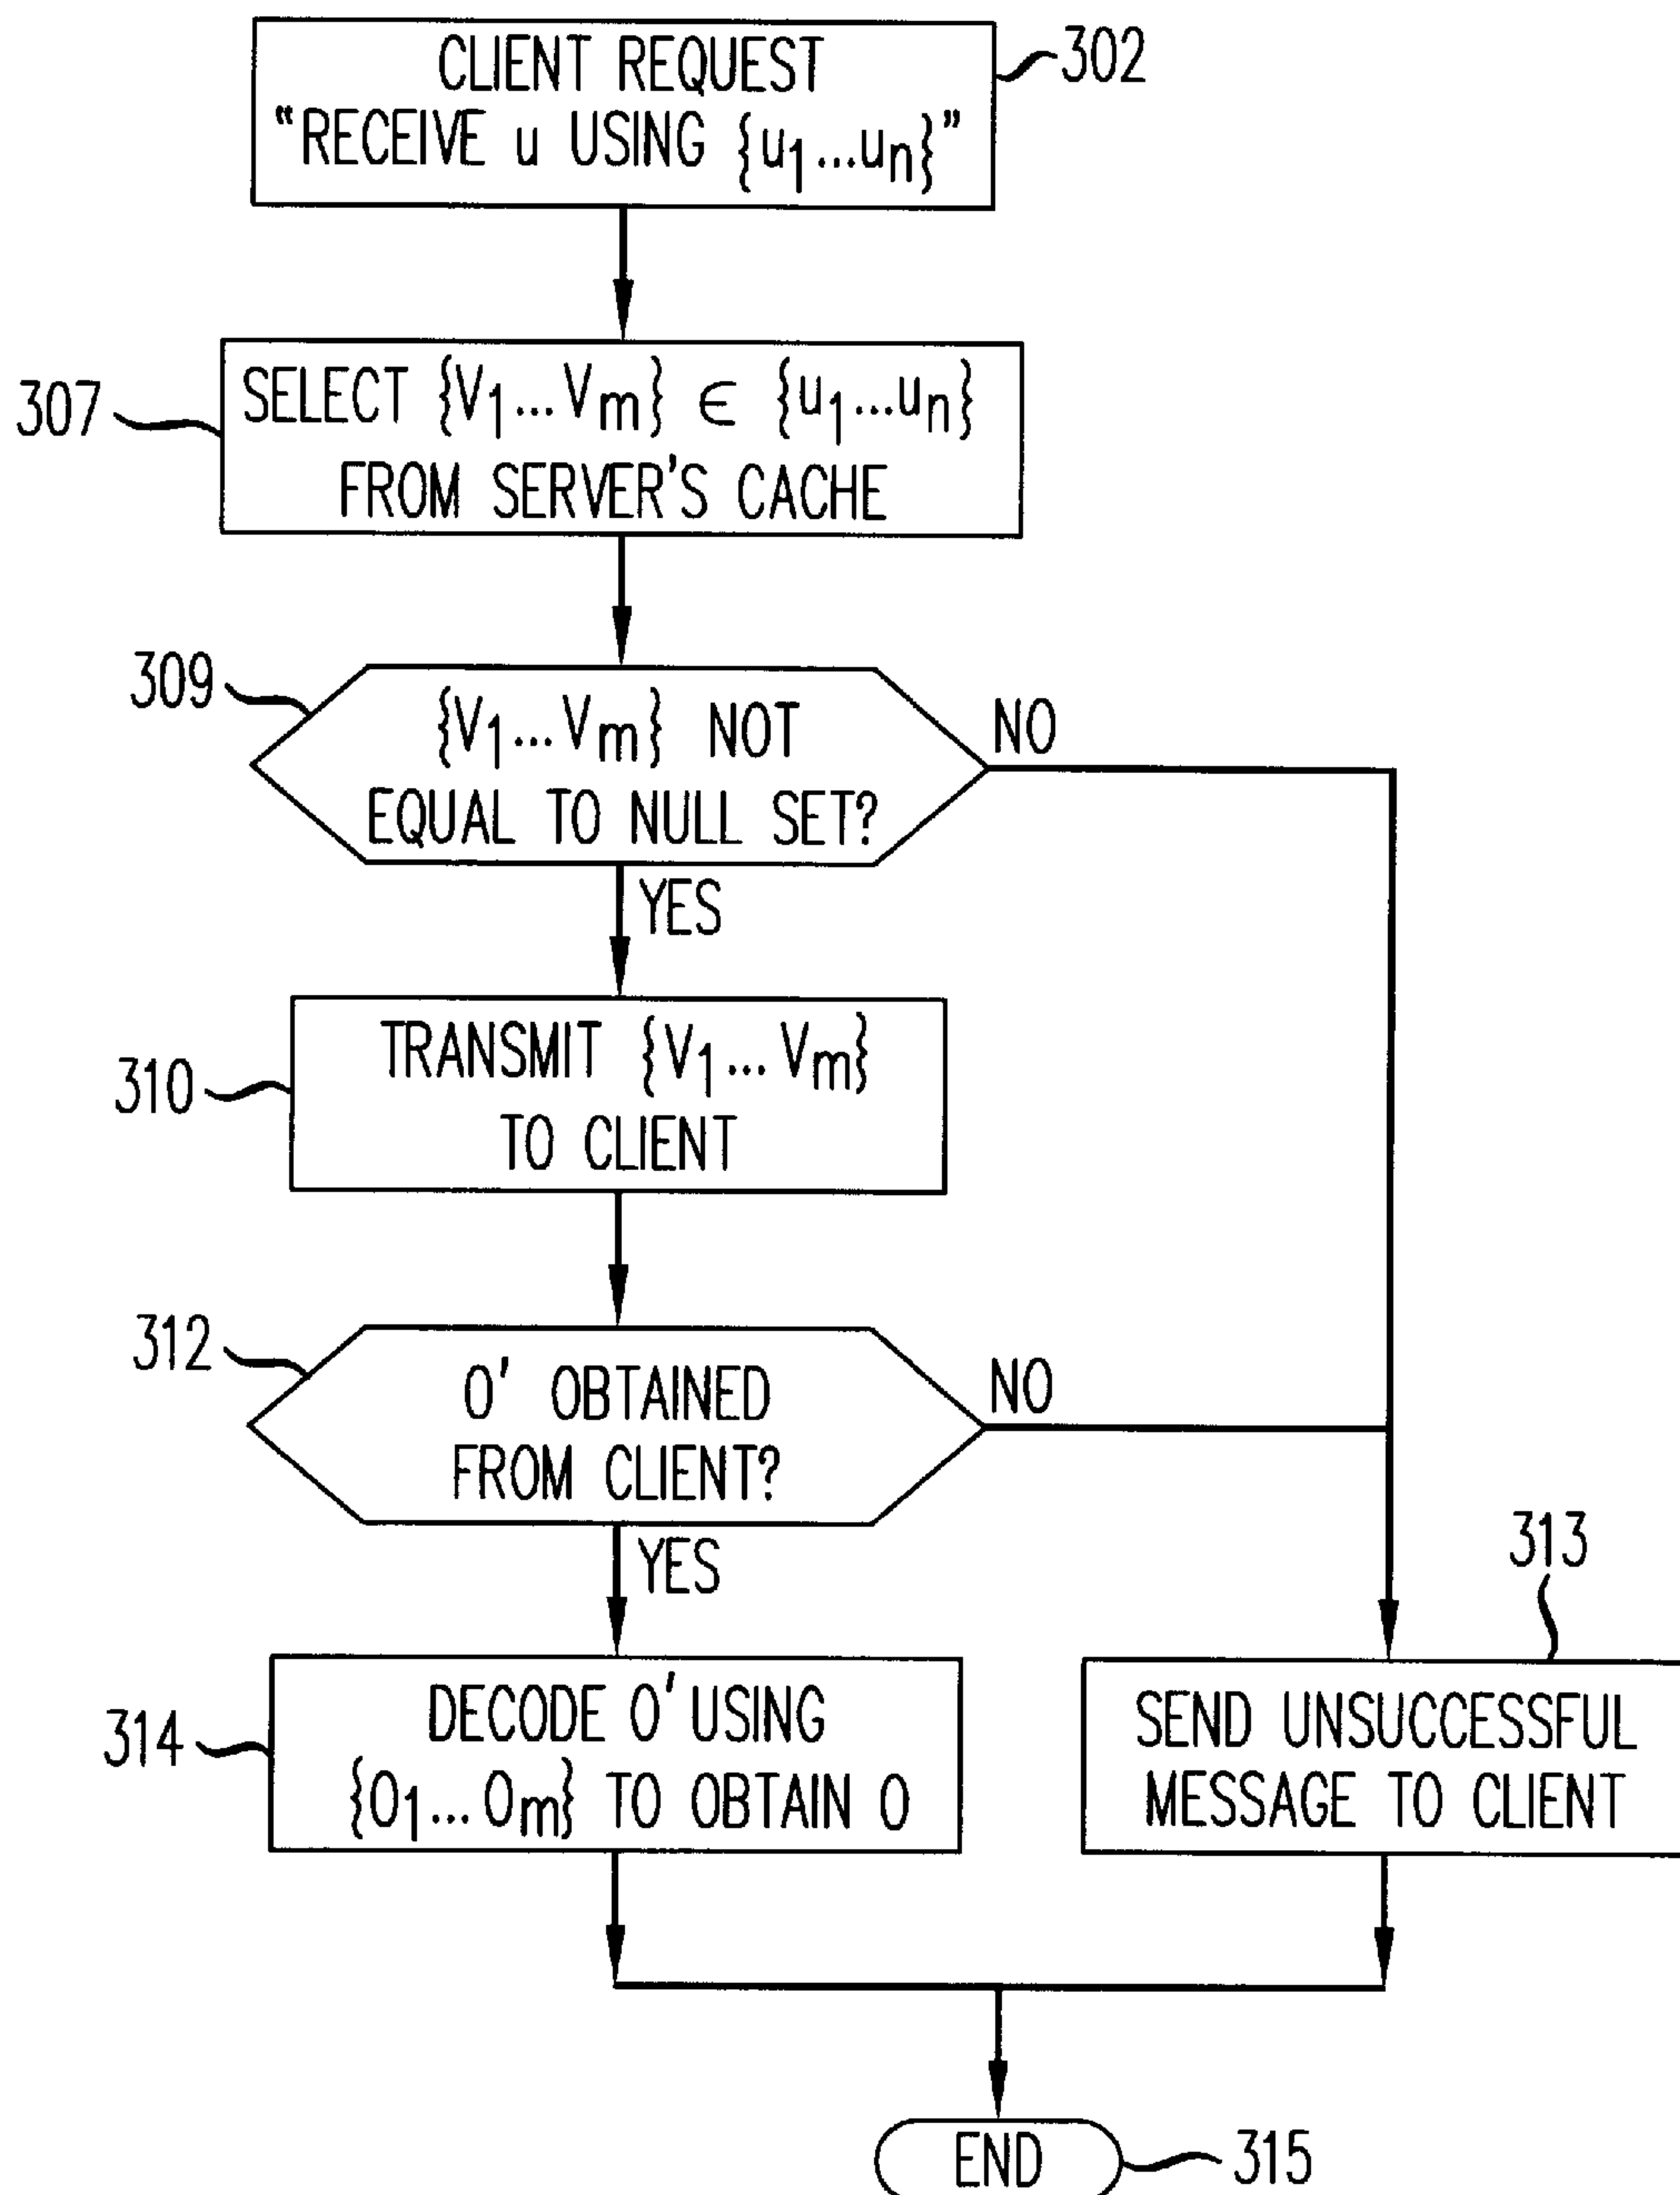 CLIENT REQUEST
"RECEIVE u USING {u1...un}"
302
307
SELECT {V1...Vm} ∈ {u1...un}
FROM SERVER'S CACHE
309
{V1...Vm} NOT
EQUAL TO NULL SET?
NO
YES
310
TRANSMIT {V1...Vm}
TO CLIENT
312
O' OBTAINED
FROM CLIENT?
NO
YES
313
314
DECODE O' USING
{O1...Om} TO OBTAIN O
SEND UNSUCCESSFUL
MESSAGE TO CLIENT
END
315